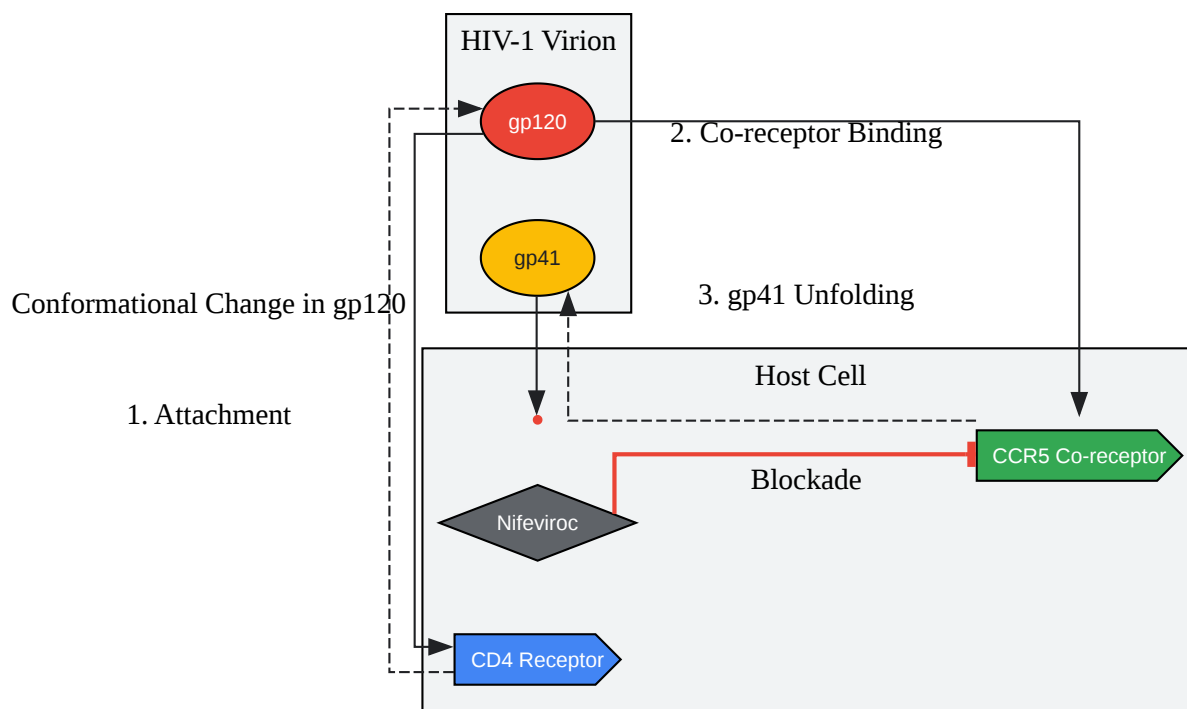 HIV-1 Virion
gp120
2. Co-receptor Binding
gp41
Conformational Change in gp120
3. gp41 Unfolding
Host Cell
1. Attachment
CCR5 Co-receptor
Blockade
Nifeviroc
CD4 Receptor